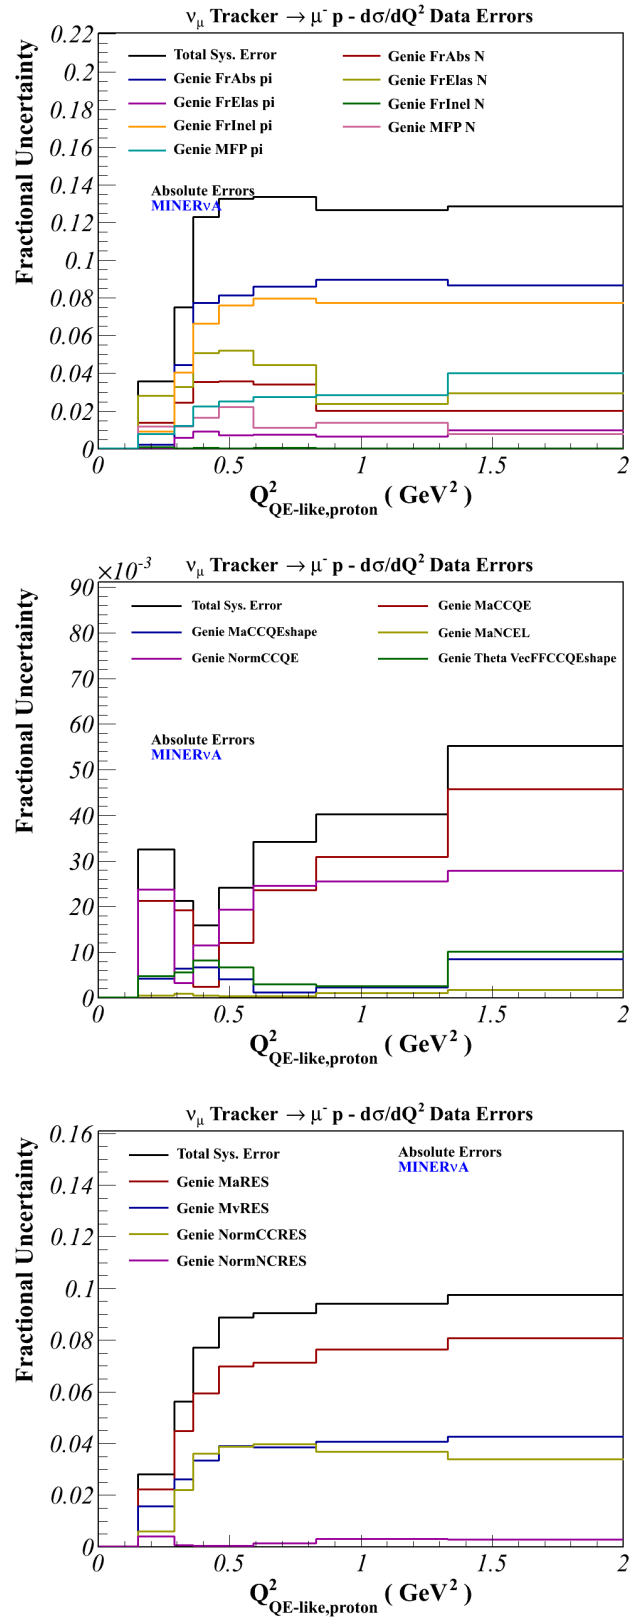 ν_μ Tracker → μ⁻ p - dσ/dQ² Data Errors
Fractional Uncertainty
0.22
0.2
0.18
0.16
0.14
0.12
0.1
0.08
0.06
0.04
0.02
0
Total Sys. Error
Genie FrAbs pi
Genie FrElas pi
Genie FrInel pi
Genie MFP pi
Genie FrAbs N
Genie FrElas N
Genie FrInel N
Genie MFP N
Absolute Errors
MINERνA
0 0.5 1 1.5 2
Q²_QE-like,proton ( GeV² )
ν_μ Tracker → μ⁻ p - dσ/dQ² Data Errors
×10⁻³
Fractional Uncertainty
90
80
70
60
50
40
30
20
10
0
Total Sys. Error
Genie MaCCQEshape
Genie NormCCQE
Genie MaCCQE
Genie MaNCEL
Genie Theta VecFFCCQEshape
Absolute Errors
MINERνA
0 0.5 1 1.5 2
Q²_QE-like,proton ( GeV² )
ν_μ Tracker → μ⁻ p - dσ/dQ² Data Errors
Fractional Uncertainty
0.16
0.14
0.12
0.1
0.08
0.06
0.04
0.02
0
Total Sys. Error
Genie MaRES
Genie MvRES
Genie NormCCRES
Genie NormNCRES
Absolute Errors
MINERνA
0 0.5 1 1.5 2
Q²_QE-like,proton ( GeV² )